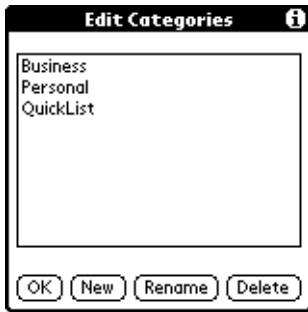 Edit Categories
Business
Personal
QuickList
OK New Rename Delete